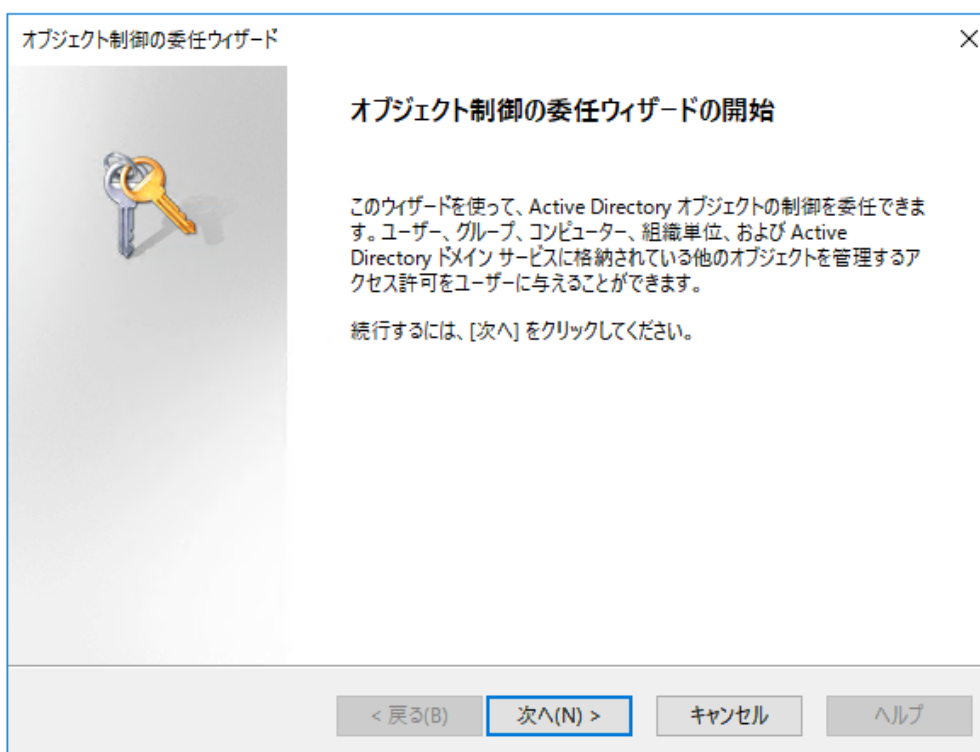 オブジェクト制御の委任ウィザード
オブジェクト制御の委任ウィザードの開始
このウィザードを使って、Active Directory オブジェクトの制御を委任できま
す。ユーザー、グループ、コンピューター、組織単位、および Active
Directory ドメイン サービスに格納されている他のオブジェクトを管理するア
クセス許可をユーザーに与えることができます。
続行するには、[次へ] をクリックしてください。
< 戻る(B)
次へ(N) >
キャンセル
ヘルプ